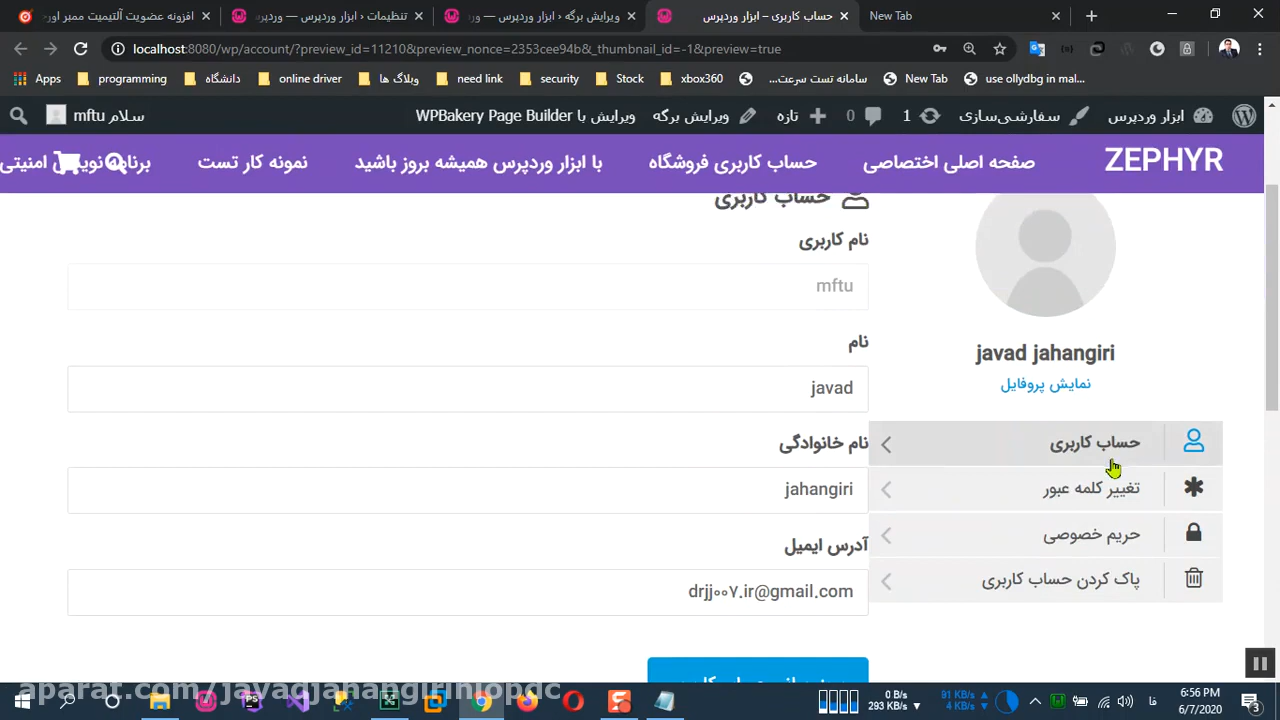 افزونه عضویت آلتیمیت ممبر اورد
تنظیمات ‹ ابزار وردپرس — وردپر
ویرایش برگه ‹ ابزار وردپرس — ورد
حساب کاربری – ابزار وردپرس
New Tab
localhost:8080/wp/account/?preview_id=11210&preview_nonce=2353cee94b&_thumbnail_id=-1&preview=true
Apps
programming
دانشگاه
online driver
وبلاگ ها
need link
security
Stock
xbox360
سامانه تست سرعت...
New Tab
use ollydbg in mal...
ابزار وردپرس
سفارشی‌سازی
1
0
تازه
ویرایش برگه
ویرایش با WPBakery Page Builder
سلام mftu
ZEPHYR
صفحه اصلی اختصاصی
حساب کاربری فروشگاه
با ابزار وردپرس همیشه بروز باشید
نمونه کار تست
برنامه نویسی امنیتی
javad jahangiri
نمایش پروفایل
حساب کاربری
تغییر کلمه عبور
حریم خصوصی
پاک کردن حساب کاربری
حساب کاربری
نام کاربری
mftu
نام
javad
نام خانوادگی
jahangiri
آدرس ایمیل
drjj۰۰۷.ir@gmail.com
aparat.com/javadjahangiriniopdc
0 B/s
293 KB/s
91 KB/s
4 KB/s
فا
6:56 PM
6/7/2020
3